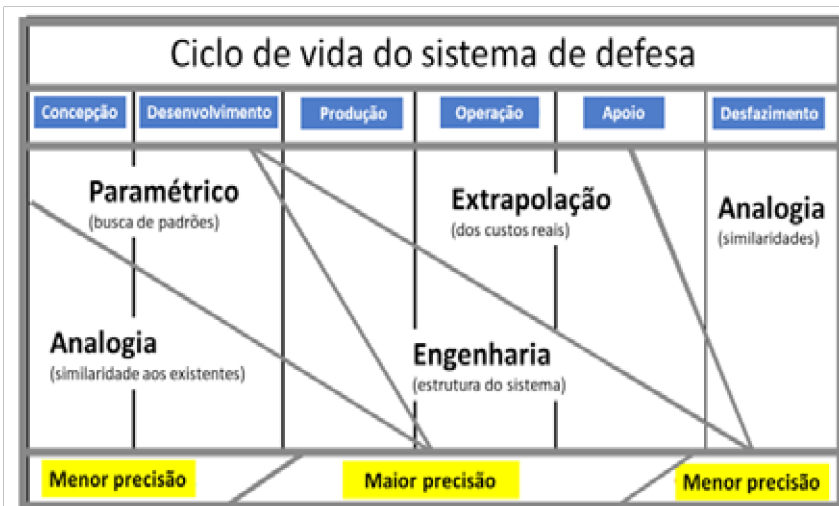 Ciclo de vida do sistema de defesa
Concepção
Desenvolvimento
Produção
Operação
Apoio
Desfazimento
Paramétrico
(busca de padrões)
Extrapolação
(dos custos reais)
Analogia
(similaridades)
Analogia
(similaridade aos existentes)
Engenharia
(estrutura do sistema)
Menor precisão
Maior precisão
Menor precisão